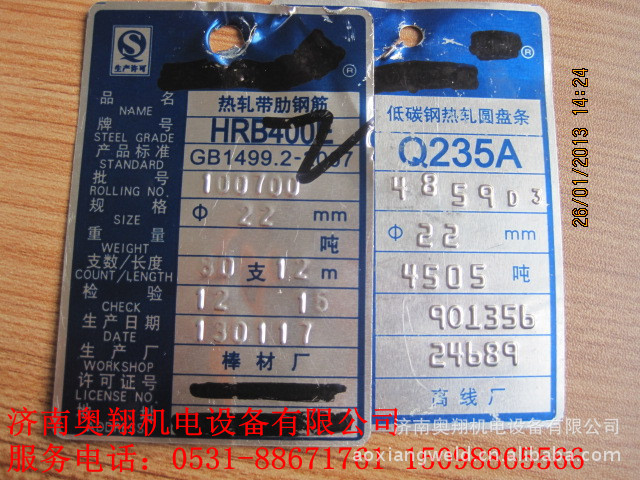 生产许可
®
品名 热轧带肋钢筋
NAME
牌号 HRB400E
STEEL GRADE
产品标准 GB1499.2-2007
STANDARD
批号 100700
ROLLING NO.
规格 Φ 22 mm
SIZE
重量 吨
WEIGHT
支数/长度 30 支 12 m
COUNT/LENGTH
检验 12 15
CHECK
生产日期 130117
DATE
生产厂 棒材厂
WORKSHOP
许可证号
LICENSE NO.
地址
®
低碳钢热轧圆盘条
Q235A
4859D3
Φ 22 mm
4505 吨
901356
24689
高线厂
26/01/2013 14:24
济南奥翔机电设备有限公司
服务电话：0531-88671761 15098805566
济南奥翔机电设备有限公司
aoxiangweld.cn.alibaba.com